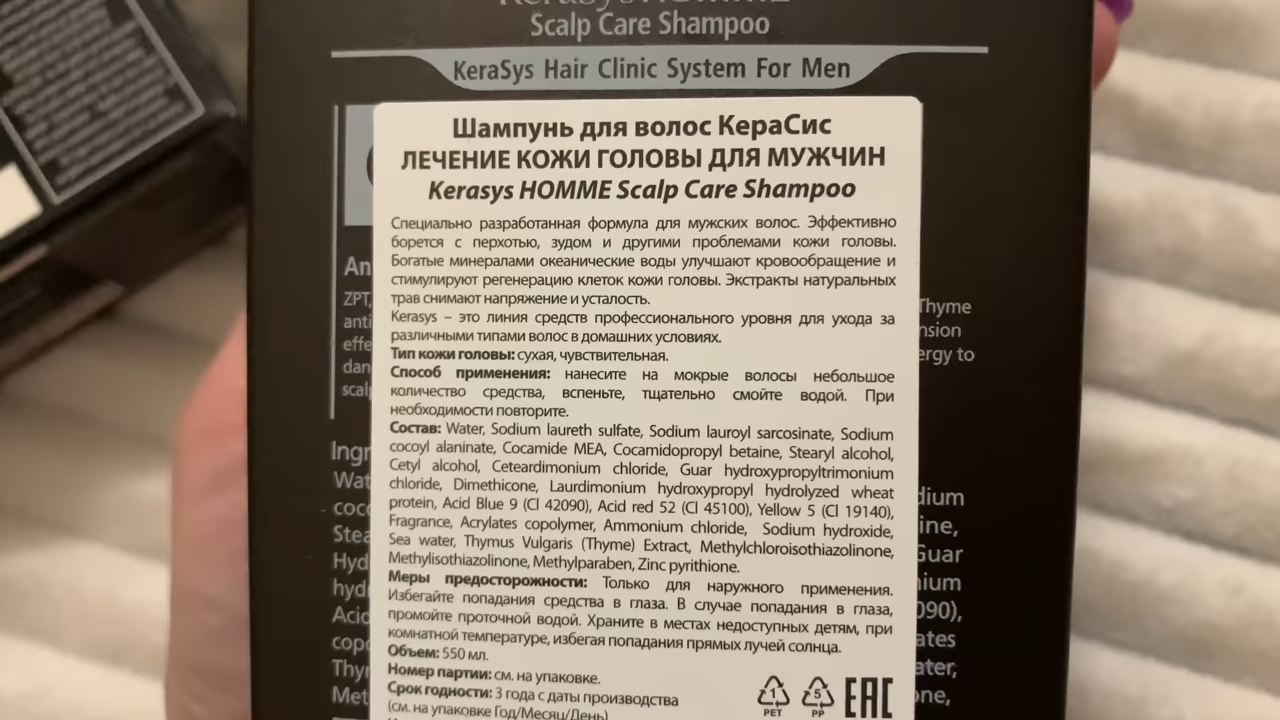 Scalp Care Shampoo
KeraSys Hair Clinic System For Men
Шампунь для волос КераСис
ЛЕЧЕНИЕ КОЖИ ГОЛОВЫ ДЛЯ МУЖЧИН
Kerasys HOMME Scalp Care Shampoo
Специально разработанная формула для мужских волос. Эффективно
борется с перхотью, зудом и другими проблемами кожи головы.
Богатые минералами океанические воды улучшают кровообращение и
стимулируют регенерацию клеток кожи головы. Экстракты натуральных
трав снимают напряжение и усталость.
Kerasys – это линия средств профессионального уровня для ухода за
различными типами волос в домашних условиях.
Тип кожи головы: сухая, чувствительная.
Способ применения: нанесите на мокрые волосы небольшое
количество средства, вспеньте, тщательно смойте водой. При
необходимости повторите.
Состав: Water, Sodium laureth sulfate, Sodium lauroyl sarcosinate, Sodium
cocoyl alaninate, Cocamide MEA, Cocamidopropyl betaine, Stearyl alcohol,
Cetyl alcohol, Ceteardimonium chloride, Guar hydroxypropyltrimonium
chloride, Dimethicone, Laurdimonium hydroxypropyl hydrolyzed wheat
protein, Acid Blue 9 (Cl 42090), Acid red 52 (Cl 45100), Yellow 5 (Cl 19140),
Fragrance, Acrylates copolymer, Ammonium chloride, Sodium hydroxide,
Sea water, Thymus Vulgaris (Thyme) Extract, Methylchloroisothiazolinone,
Methylisothiazolinone, Methylparaben, Zinc pyrithione.
Меры предосторожности: Только для наружного применения.
Избегайте попадания средства в глаза. В случае попадания в глаза,
промойте проточной водой. Храните в местах недоступных детям, при
комнатной температуре, избегая попадания прямых лучей солнца.
Объем: 550 мл.
Номер партии: см. на упаковке.
Срок годности: 3 года с даты производства
(см. на упаковке Год/Месяц/День)
1
PET
5
PP
EAC
ZPT,
Thyme